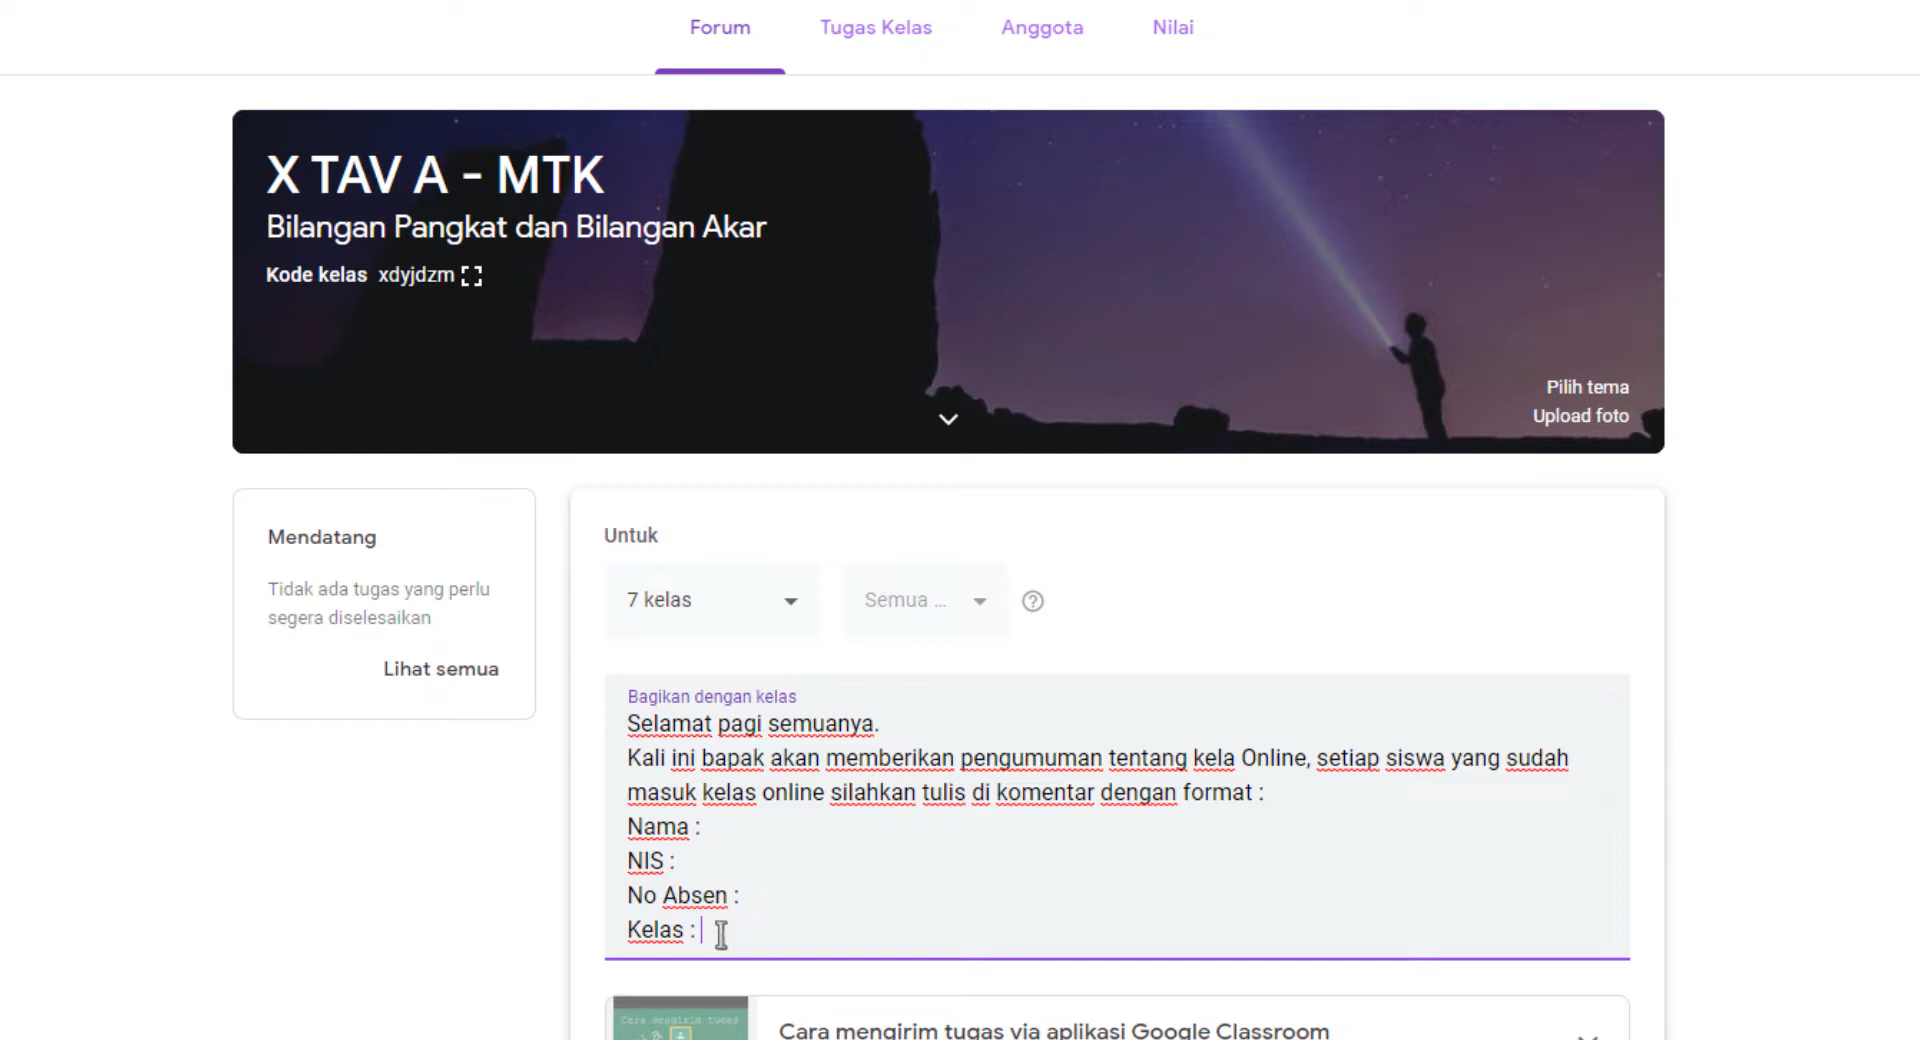 Forum
Tugas Kelas
Anggota
Nilai
X TAV A - MTK
Bilangan Pangkat dan Bilangan Akar
Kode kelas xdyjdzm
Pilih tema
Upload foto
Mendatang
Tidak ada tugas yang perlu
segera diselesaikan
Lihat semua
Untuk
7 kelas
Semua ...
Bagikan dengan kelas
Selamat pagi semuanya.
Kali ini bapak akan memberikan pengumuman tentang kela Online, setiap siswa yang sudah
masuk kelas online silahkan tulis di komentar dengan format :
Nama :
NIS :
No Absen :
Kelas :
Cara mengirim tugas
Cara mengirim tugas via aplikasi Google Classroom